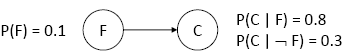 P(F) = 0.1
F
C
P(C | F) = 0.8
P(C | ¬ F) = 0.3